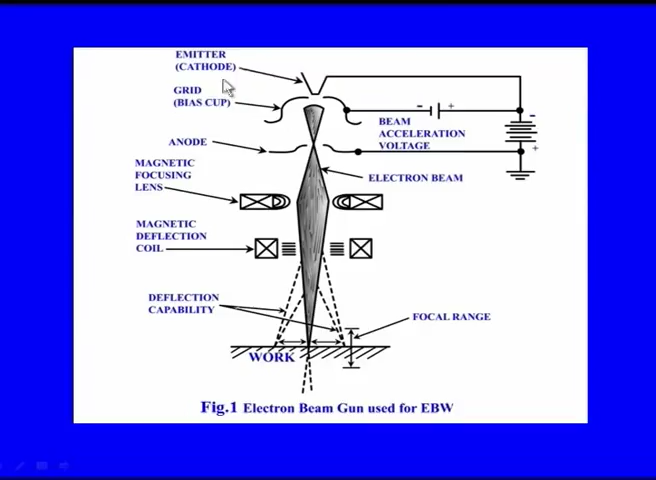 EMITTER
(CATHODE)
GRID
(BIAS CUP)
ANODE
MAGNETIC
FOCUSING
LENS
MAGNETIC
DEFLECTION
COIL
DEFLECTION
CAPABILITY
- +
-
+
BEAM
ACCELERATION
VOLTAGE
ELECTRON BEAM
FOCAL RANGE
WORK
Fig.1 Electron Beam Gun used for EBW